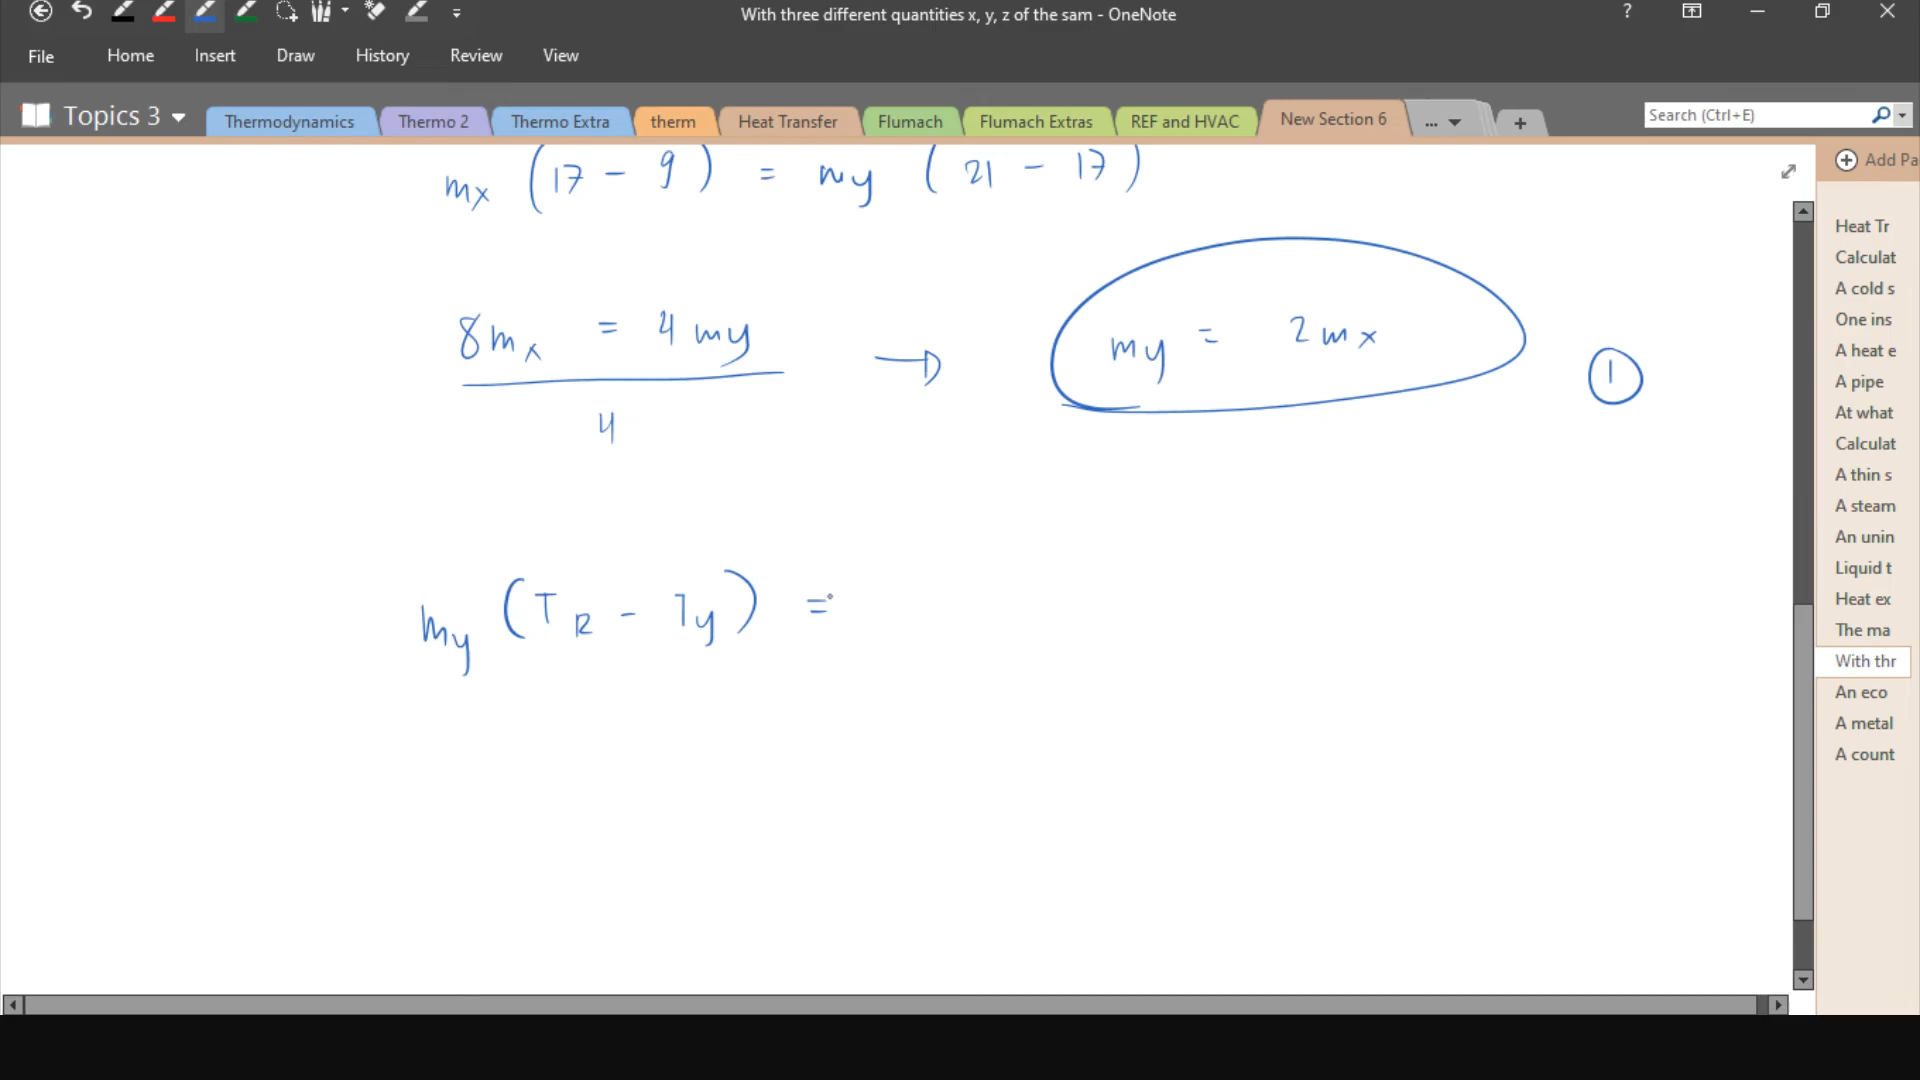 With three different quantities x, y, z of the sam - OneNote
?
File Home Insert Draw History Review View
Topics 3
Thermodynamics Thermo 2 Thermo Extra therm Heat Transfer Flumach Flumach Extras REF and HVAC New Section 6 ...
Search (Ctrl+E)
Add Pa
mx (17 - 9) = my (21 - 17)
8mx = 4my
4
my = 2mx
1
my (TR - Ty) =
Heat Tr
Calculat
A cold s
One ins
A heat e
A pipe
At what
Calculat
A thin s
A steam
An unin
Liquid t
Heat ex
The ma
With thr
An eco
A metal
A count